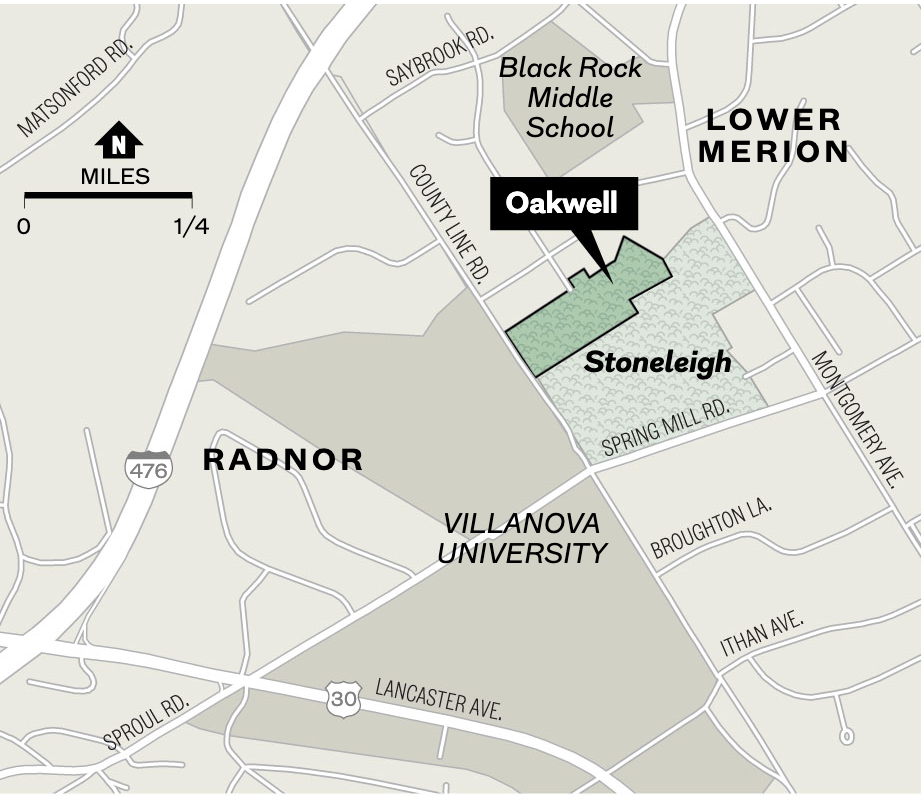 MATSONFORD RD.
SAYBROOK RD.
Black Rock
Middle
School
LOWER
MERION
N
MILES
0 1/4
COUNTY LINE RD.
Oakwell
Stoneleigh
MONTGOMERY AVE.
SPRING MILL RD.
476
RADNOR
VILLANOVA
UNIVERSITY
BROUGHTON LA.
ITHAN AVE.
30
LANCASTER AVE.
SPROUL RD.